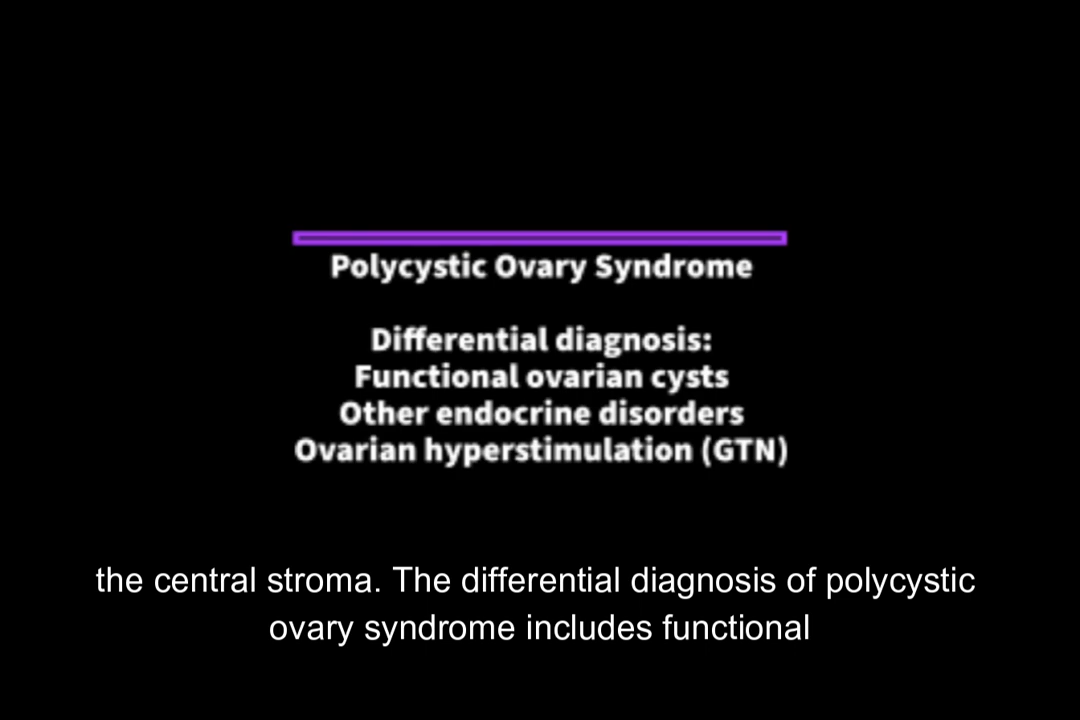 Polycystic Ovary Syndrome
Differential diagnosis:
Functional ovarian cysts
Other endocrine disorders
Ovarian hyperstimulation (GTN)
the central stroma. The differential diagnosis of polycystic
ovary syndrome includes functional